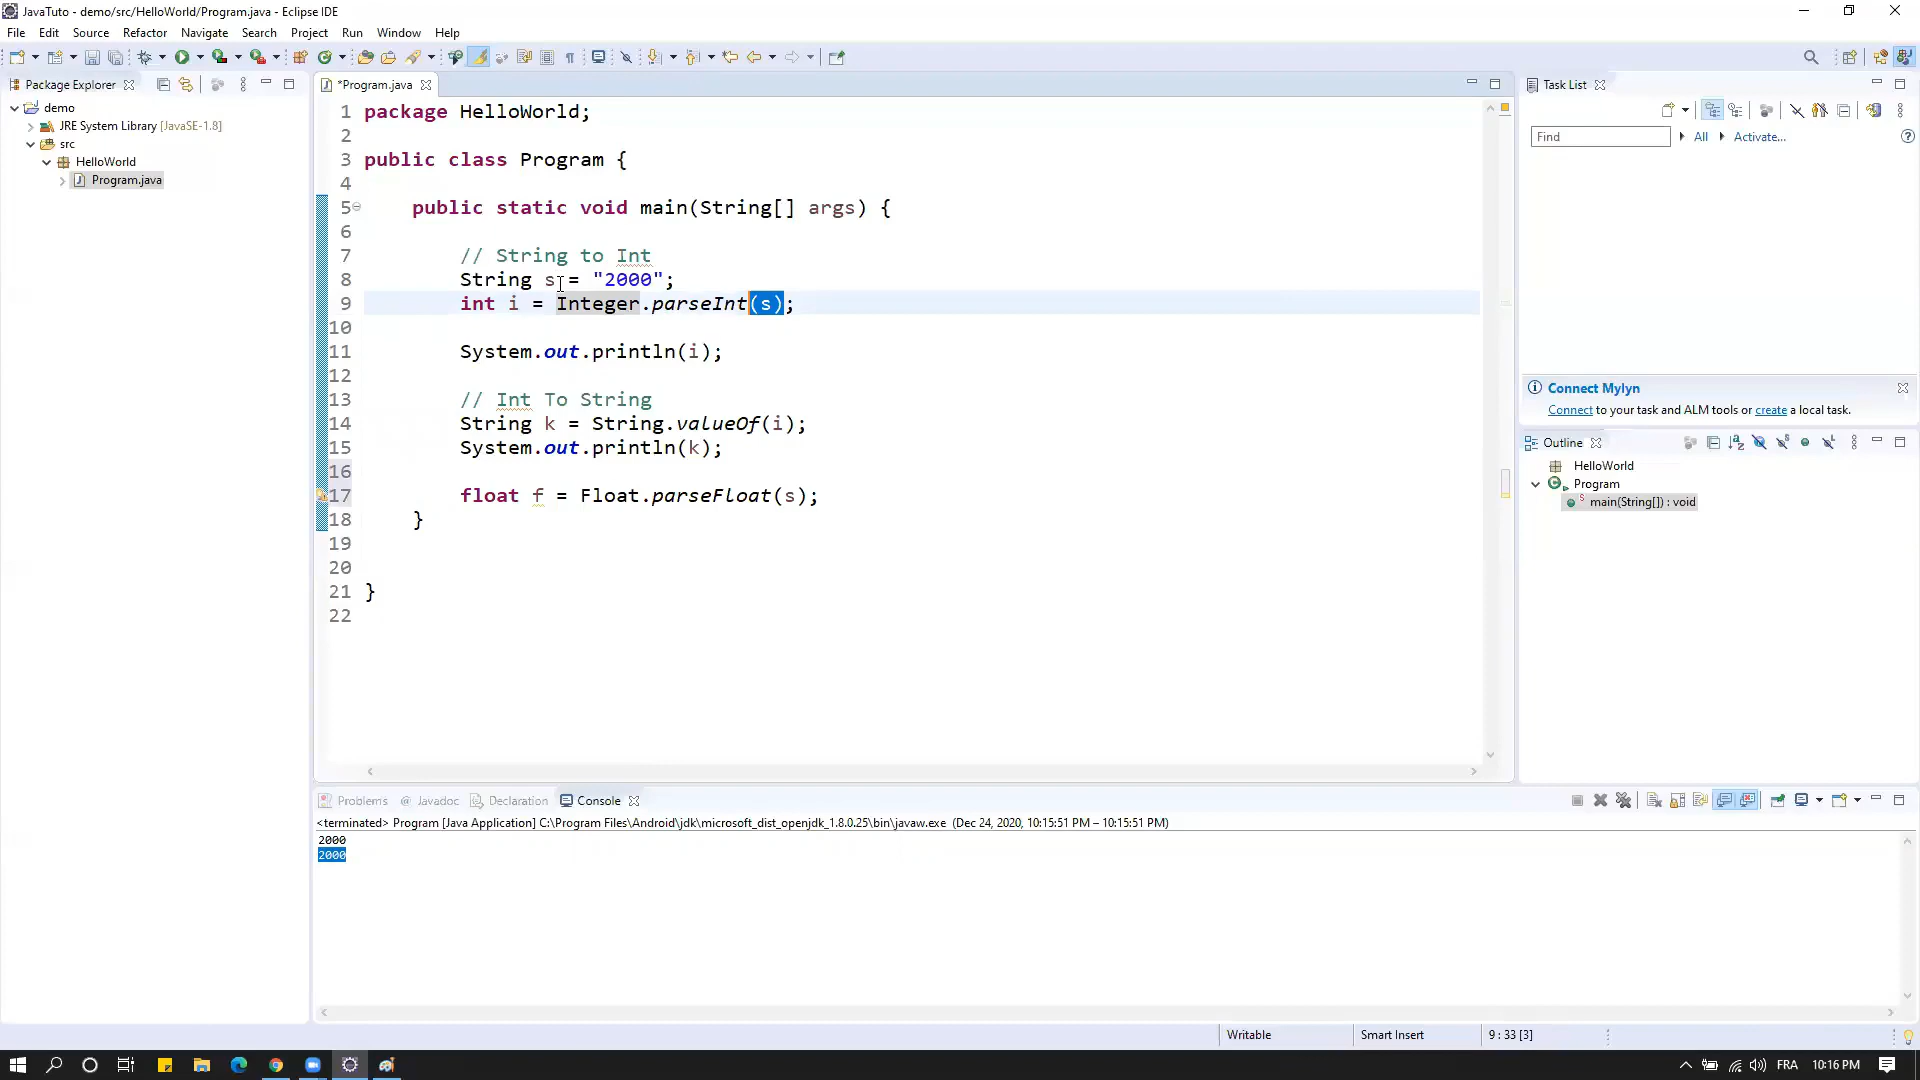 JavaTuto - demo/src/HelloWorld/Program.java - Eclipse IDE
File Edit Source Refactor Navigate Search Project Run Window Help
Package Explorer
demo
JRE System Library [JavaSE-1.8]
src
HelloWorld
Program.java
*Program.java
1 package HelloWorld;
2
3 public class Program {
4
5 public static void main(String[] args) {
6
7 // String to Int
8 String s = "2000";
9 int i = Integer.parseInt(s);
10
11 System.out.println(i);
12
13 // Int To String
14 String k = String.valueOf(i);
15 System.out.println(k);
16
17 float f = Float.parseFloat(s);
18 }
19
20
21 }
22
Task List
Find All Activate...
Connect Mylyn
Connect to your task and ALM tools or create a local task.
Outline
HelloWorld
Program
main(String[]) : void
Problems Javadoc Declaration Console
<terminated> Program [Java Application] C:\Program Files\Android\jdk\microsoft_dist_openjdk_1.8.0.25\bin\javaw.exe (Dec 24, 2020, 10:15:51 PM – 10:15:51 PM)
2000
2000
Writable Smart Insert 9 : 33 [3]
FRA 10:16 PM